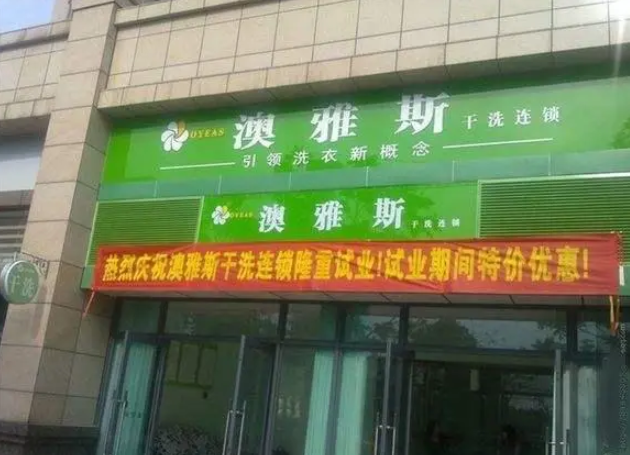 OYEAS 澳雅斯 干洗连锁
引领洗衣新概念
OYEAS 澳雅斯 干洗连锁
热烈庆祝澳雅斯干洗连锁隆重试业!试业期间特价优惠!
干洗